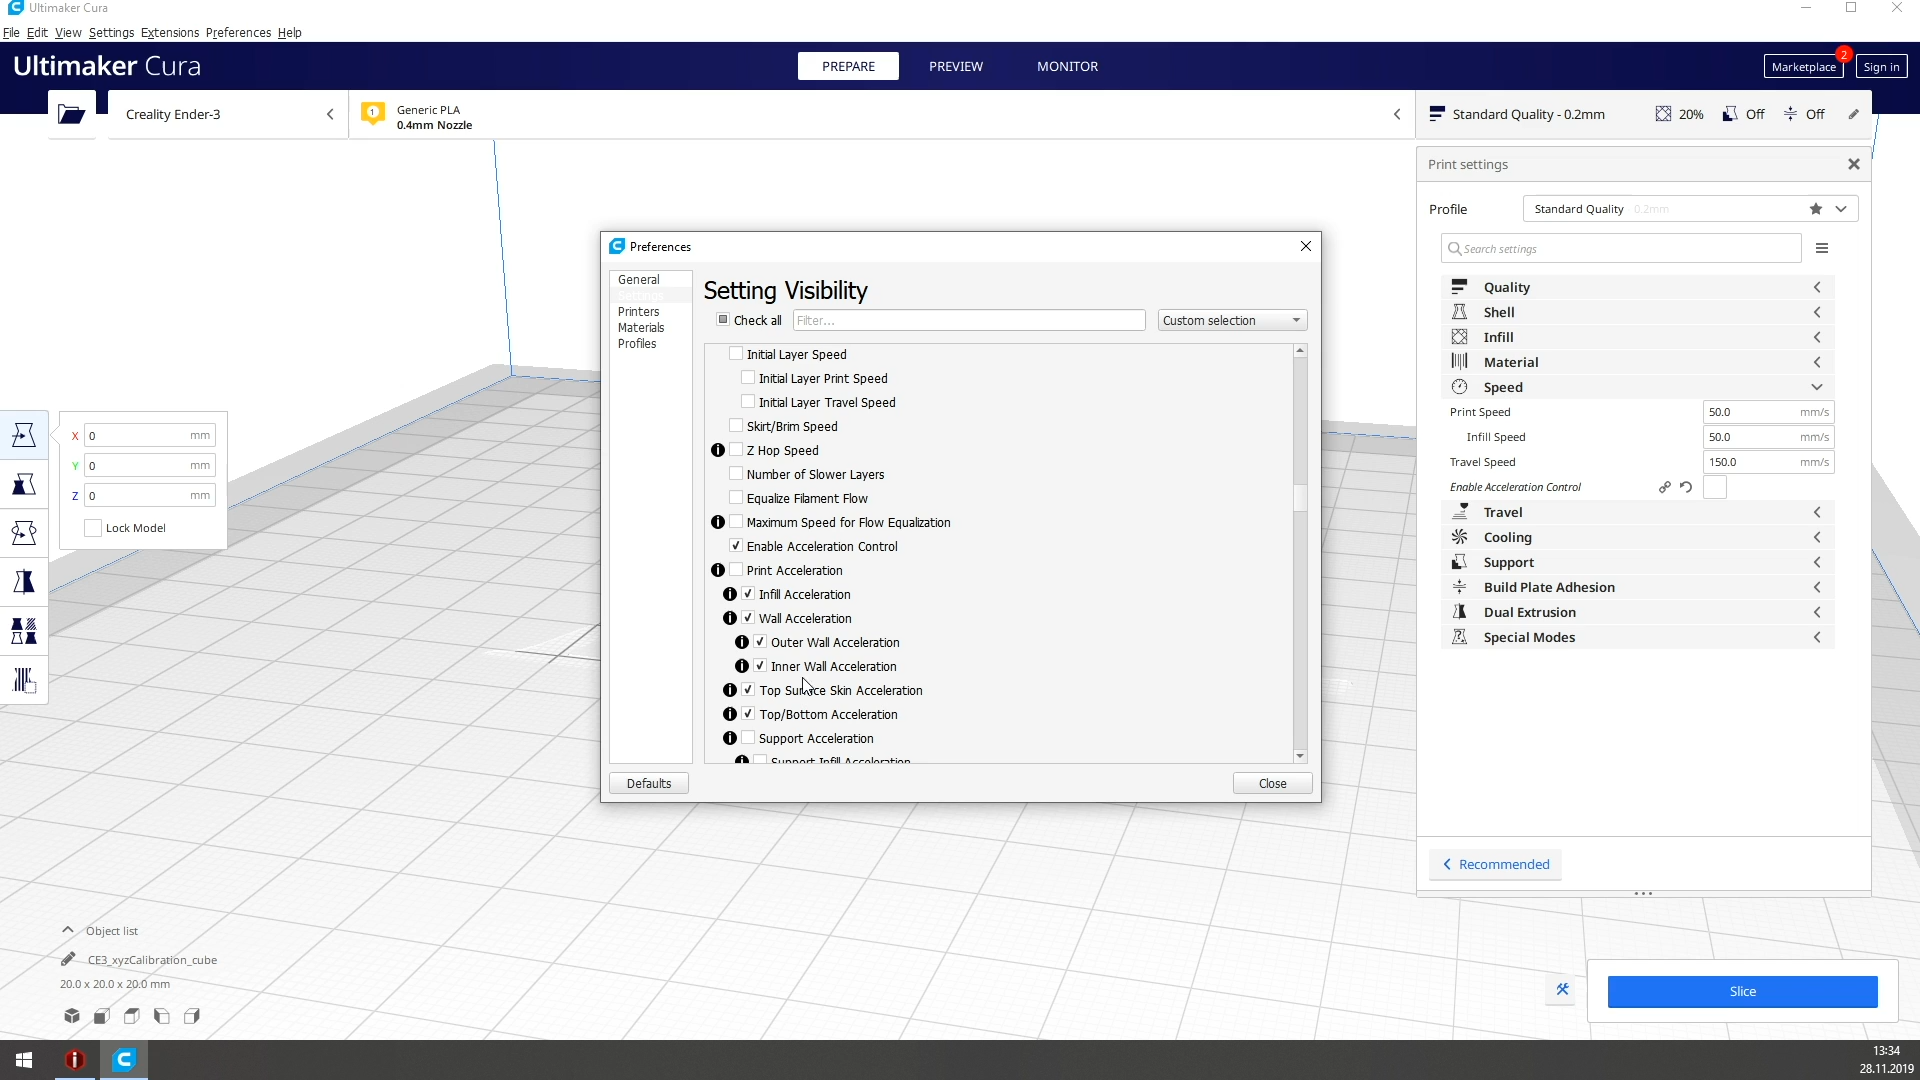 Ultimaker Cura
File Edit View Settings Extensions Preferences Help
Ultimaker Cura
PREPARE
PREVIEW
MONITOR
Marketplace
2
Sign in
Creality Ender-3
1
Generic PLA
0.4mm Nozzle
Standard Quality - 0.2mm
20%
Off
Off
Print settings
Profile
Standard Quality 0.2mm
Search settings
Quality
Shell
Infill
Material
Speed
Print Speed 50.0 mm/s
Infill Speed 50.0 mm/s
Travel Speed 150.0 mm/s
Enable Acceleration Control
Travel
Cooling
Support
Build Plate Adhesion
Dual Extrusion
Special Modes
Recommended
Preferences
General
Settings
Printers
Materials
Profiles
Setting Visibility
Check all
Filter...
Custom selection
Initial Layer Speed
Initial Layer Print Speed
Initial Layer Travel Speed
Skirt/Brim Speed
Z Hop Speed
Number of Slower Layers
Equalize Filament Flow
Maximum Speed for Flow Equalization
Enable Acceleration Control
Print Acceleration
Infill Acceleration
Wall Acceleration
Outer Wall Acceleration
Inner Wall Acceleration
Top Surface Skin Acceleration
Top/Bottom Acceleration
Support Acceleration
Support Infill Acceleration
Defaults
Close
X 0 mm
Y 0 mm
Z 0 mm
Lock Model
Object list
CE3_xyzCalibration_cube
20.0 x 20.0 x 20.0 mm
Slice
13:34
28.11.2019